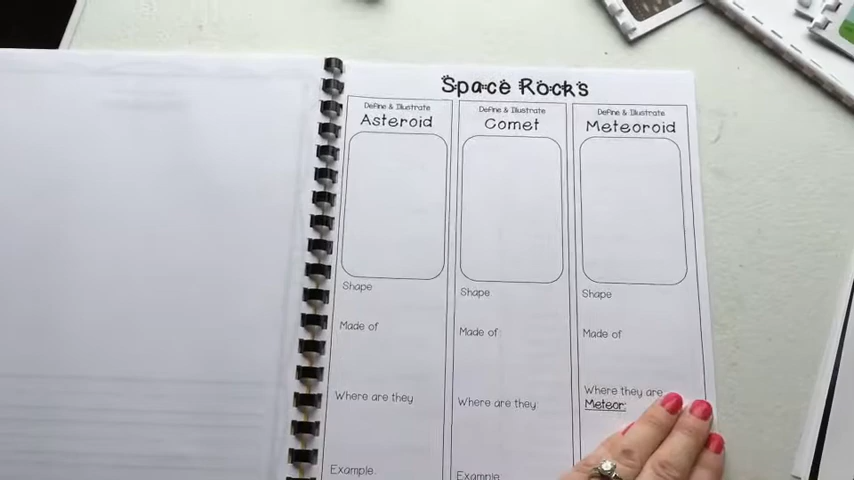 Space Rocks
Define & Illustrate
Asteroid
Shape
Made of
Where are they
Example.
Define & Illustrate
Comet
Shape
Made of
Where are they:
Example
Define & Illustrate
Meteoroid
Shape
Made of
Where they are
Meteor: